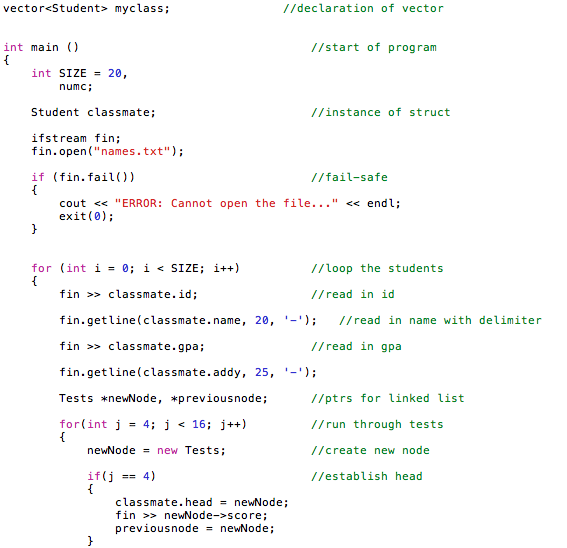 vector<Student> myclass;                //declaration of vector
int main ()                                 //start of program
{
    int SIZE = 20,
        numc;
    Student classmate;                      //instance of struct
    ifstream fin;
    fin.open("names.txt");
    if (fin.fail())                         //fail-safe
    {
        cout << "ERROR: Cannot open the file..." << endl;
        exit(0);
    }
    for (int i = 0; i < SIZE; i++)          //loop the students
    {
        fin >> classmate.id;                //read in id
        fin.getline(classmate.name, 20, '-');   //read in name with delimiter
        fin >> classmate.gpa;               //read in gpa
        fin.getline(classmate.addy, 25, '-');
        Tests *newNode, *previousnode;      //ptrs for linked list
        for(int j = 4; j < 16; j++)         //run through tests
        {
            newNode = new Tests;            //create new node
            if(j == 4)                      //establish head
            {
                classmate.head = newNode;
                fin >> newNode->score;
                previousnode = newNode;
            }